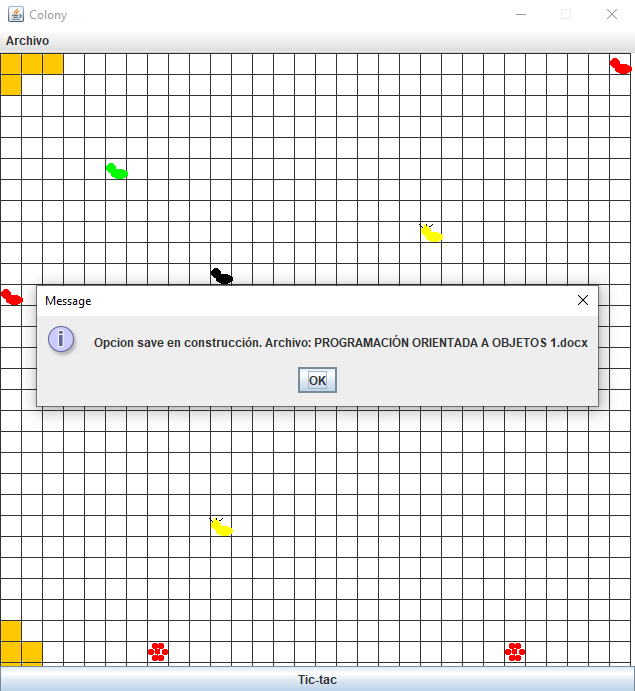 Colony
Archivo
Message
Opcion save en construcción. Archivo: PROGRAMACIÓN ORIENTADA A OBJETOS 1.docx
OK
Tic-tac